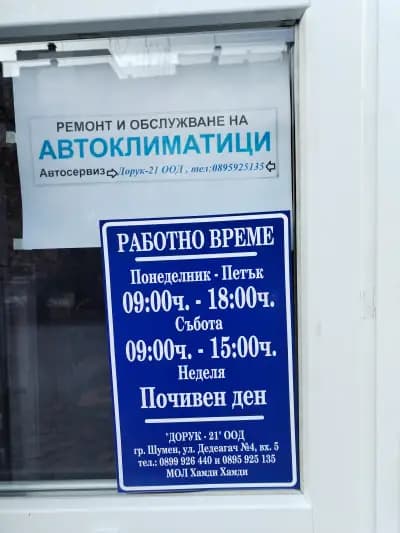 РЕМОНТ И ОБСЛУЖВАНЕ НА
АВТОКЛИМАТИЦИ
Автосервиз⇨Дорук-21 ООД , тел:0895925135⇦
РАБОТНО ВРЕМЕ
Понеделник - Петък
09:00ч. - 18:00ч.
Събота
09:00ч. - 15:00ч.
Неделя
Почивен ден
"ДОРУК - 21" ООД
гр. Шумен, ул. Дедеагач №4, вх. 5
тел.: 0899 926 440 и 0895 925 135
МОЛ Хамди Хамди